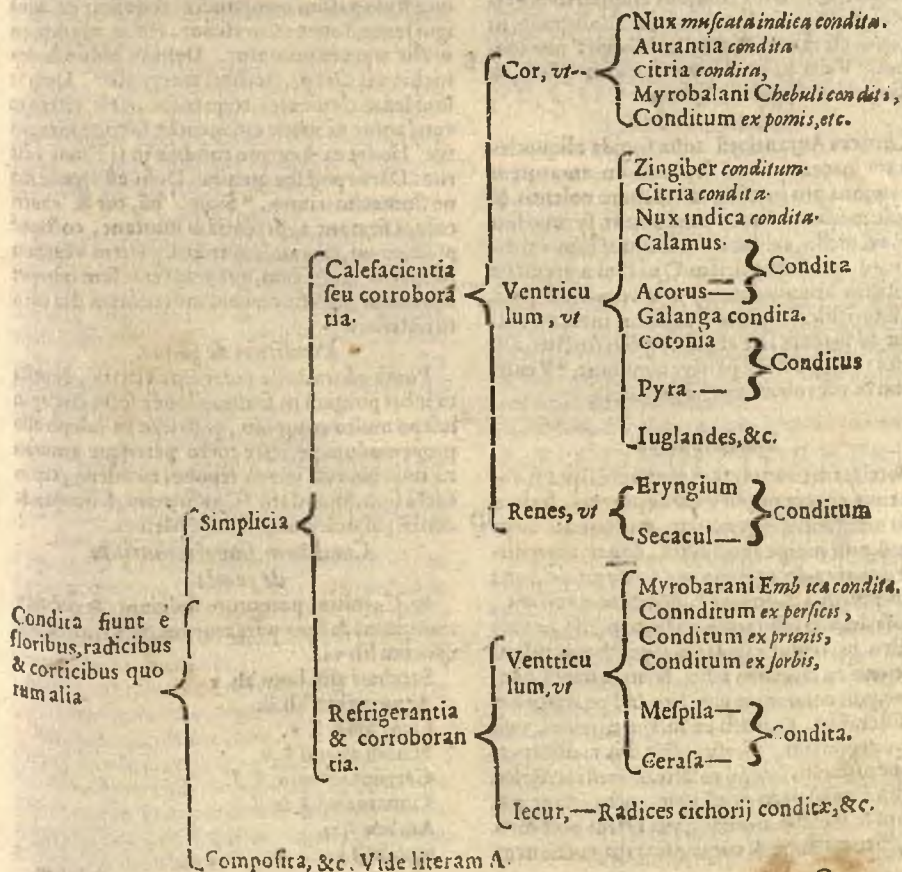 Nux muſcata indica condita.
Aurantia condita
Citria condita,
Myrobalani Chebuli conditi,
Conditum ex pomis, etc.
Cor, vt--
Zingiber conditum.
Citria condita.
Nux indica condita.
Calamus.
Acorus—
Condita
Galanga condita.
Cotonia
Pyra—
Conditus
Iuglandes, &c.
Ventricu
lum, vt
Eryngium
Secacul—
conditum
Renes, vt
Calefacientia
ſeu corroborā
tia.
Simplicia
Myrobarani Emb ica condita.
Connditum ex perſicis,
Conditum ex prunis,
Conditum ex ſorbis,
Meſpila—
Ceraſa—
Condita.
Ventticu
lum, vt
Iecur,—Radices cichorij conditæ, &c.
Refrigerantia
& corroboran
tia.
Condita fiunt e
floribus, radicibus
& corticibus quo
rum alia
Compoſita, &c. Vide literam A.